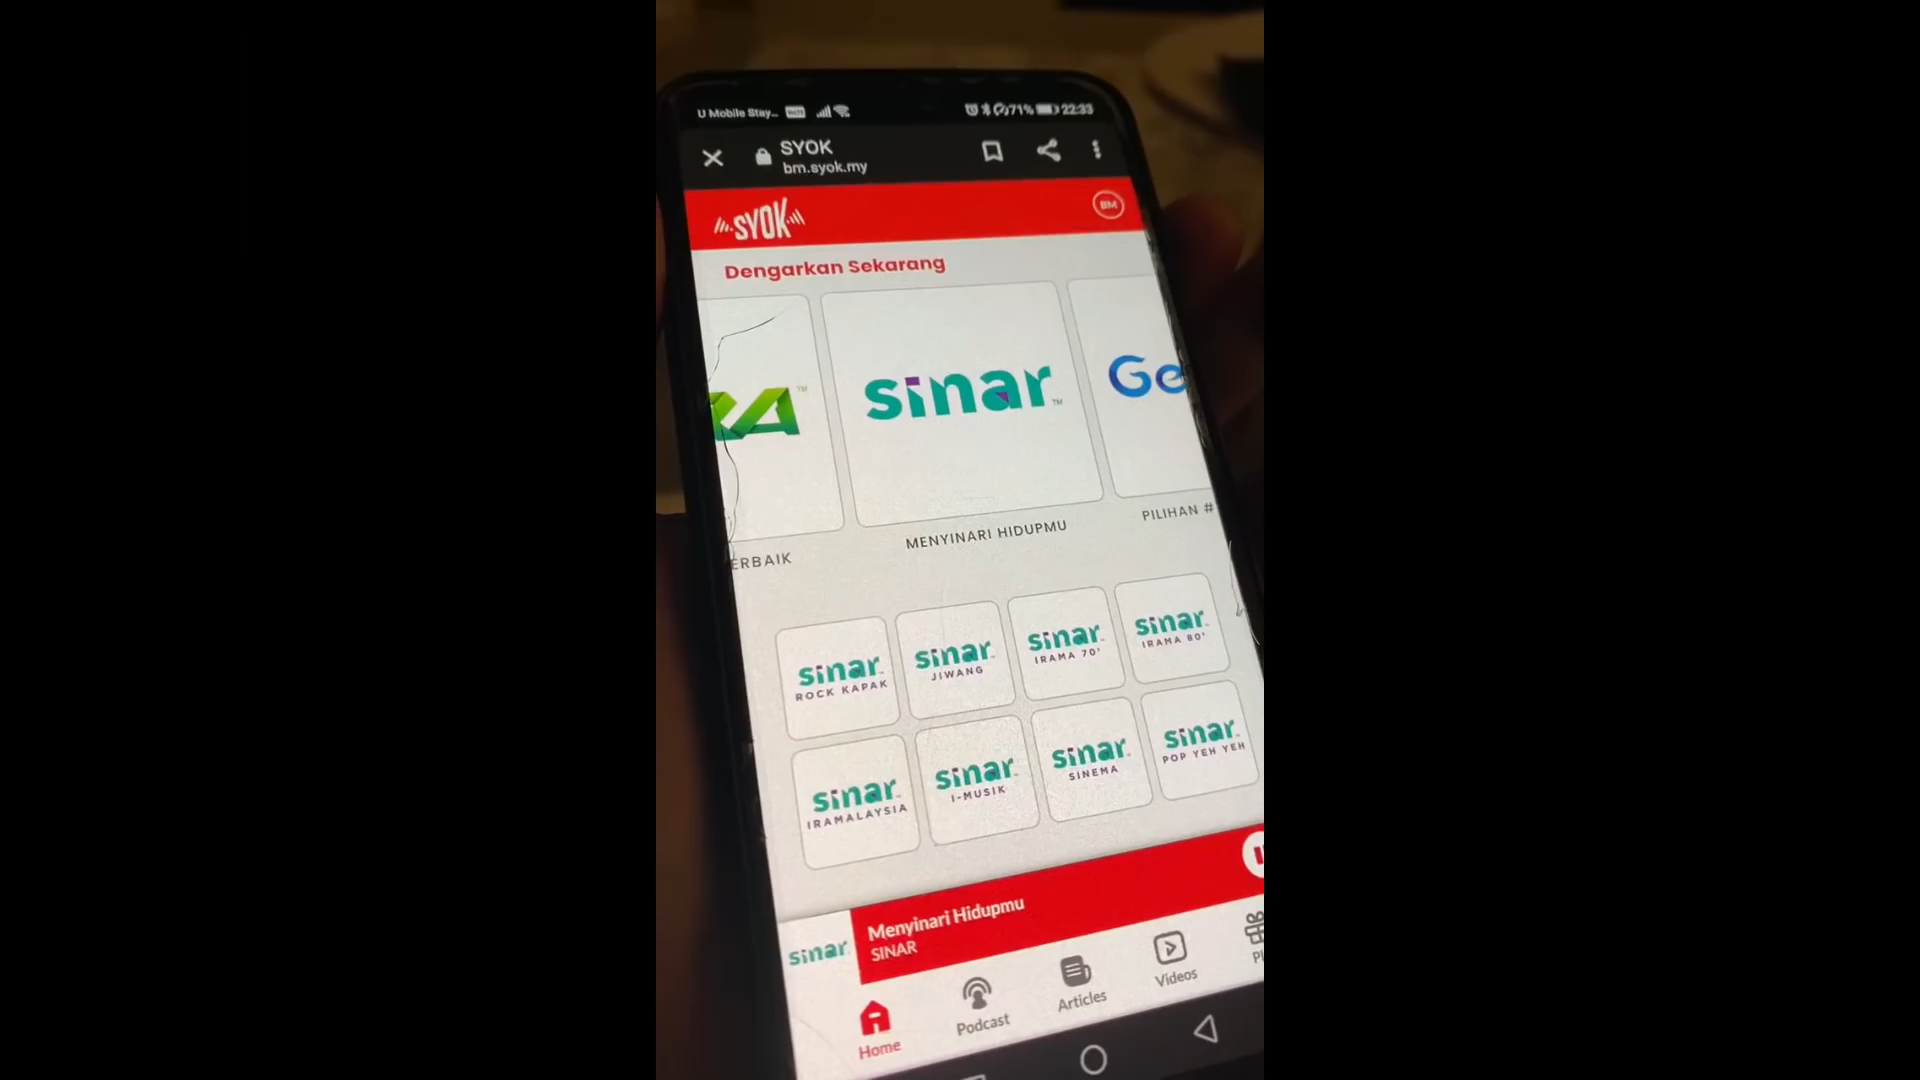 U Mobile Stay...
71% 22:33
SYOK
bm.syok.my
SYOK
BM
Dengarkan Sekarang
RA™
sinar™
Ge
ERBAIK
MENYINARI HIDUPMU
PILIHAN #
sinar
ROCK KAPAK
sinar
JIWANG
sinar
IRAMA 70'
sinar
IRAMA 80'
sinar
IRAMALAYSIA
sinar
I-MUSIK
sinar
SINEMA
sinar
POP YEH YEH
sinar
Menyinari Hidupmu
SINAR
Home
Podcast
Articles
Videos